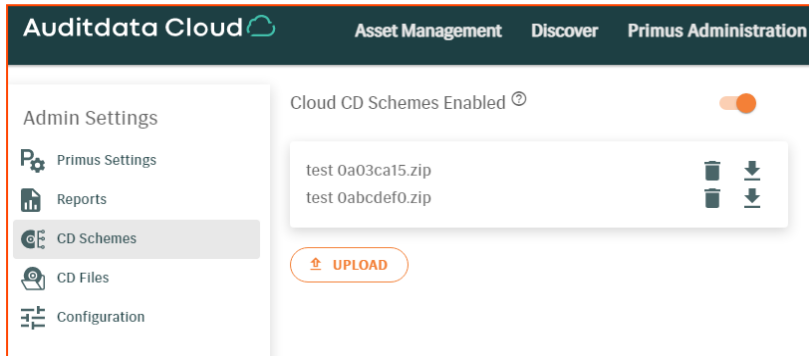 Auditdata Cloud
Asset Management Discover Primus Administration
Admin Settings
Primus Settings
Reports
CD Schemes
CD Files
Configuration
Cloud CD Schemes Enabled ?
test 0a03ca15.zip
test 0abcdef0.zip
UPLOAD